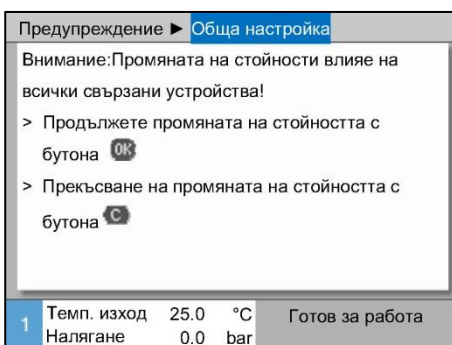 Предупреждение ► Обща настройка
Внимание:Промяната на стойности влияе на
всички свързани устройства!
> Продължете промяната на стойността с
бутона OK
> Прекъсване на промяната на стойността с
бутона C
1 Темп. изход 25.0 °C Готов за работа
Налягане 0.0 bar